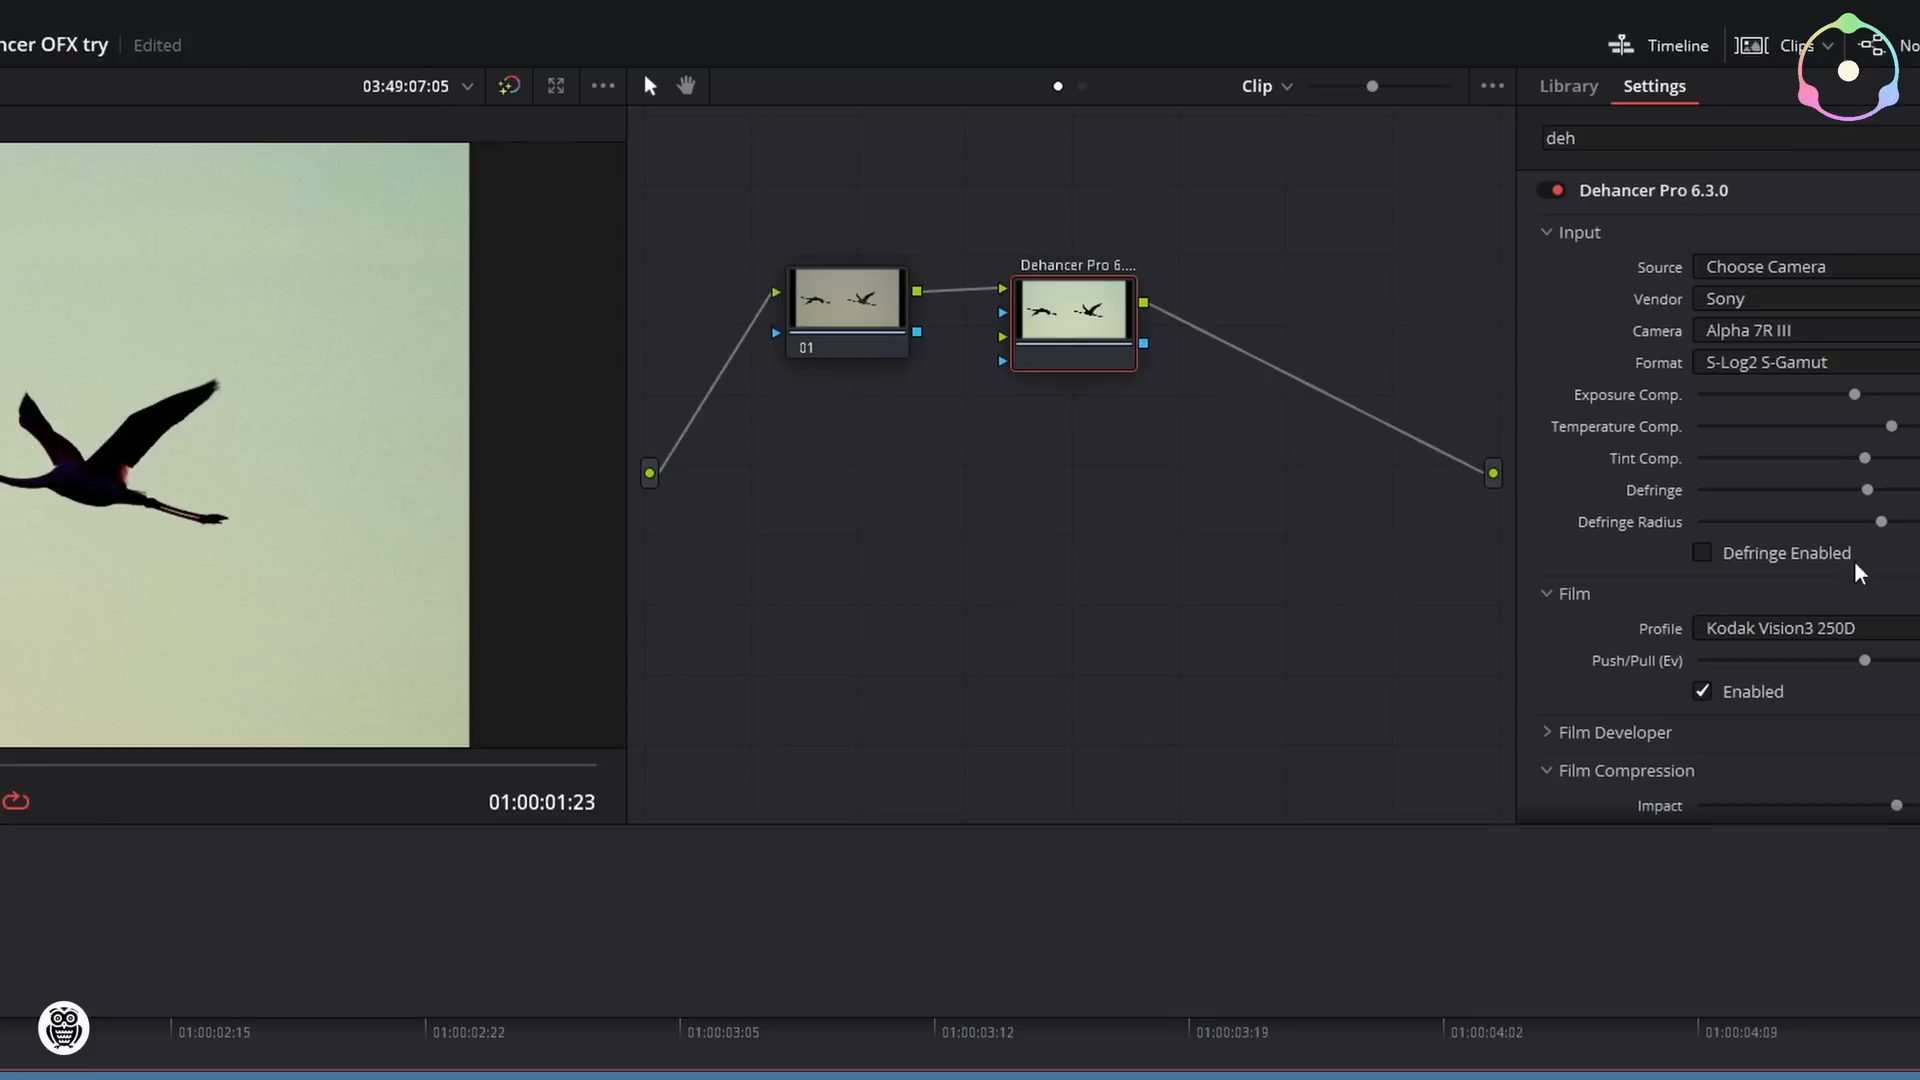 ncer OFX try
Edited
Timeline
Clips
No
03:49:07:05
Clip
Library
Settings
deh
Dehancer Pro 6.3.0
Input
Source
Choose Camera
Vendor
Sony
Camera
Alpha 7R III
Format
S-Log2 S-Gamut
Exposure Comp.
Temperature Comp.
Tint Comp.
Defringe
Defringe Radius
Defringe Enabled
Film
Profile
Kodak Vision3 250D
Push/Pull (Ev)
Enabled
Film Developer
Film Compression
Impact
Dehancer Pro 6....
01
01:00:01:23
01:00:02:15
01:00:02:22
01:00:03:05
01:00:03:12
01:00:03:19
01:00:04:02
01:00:04:09